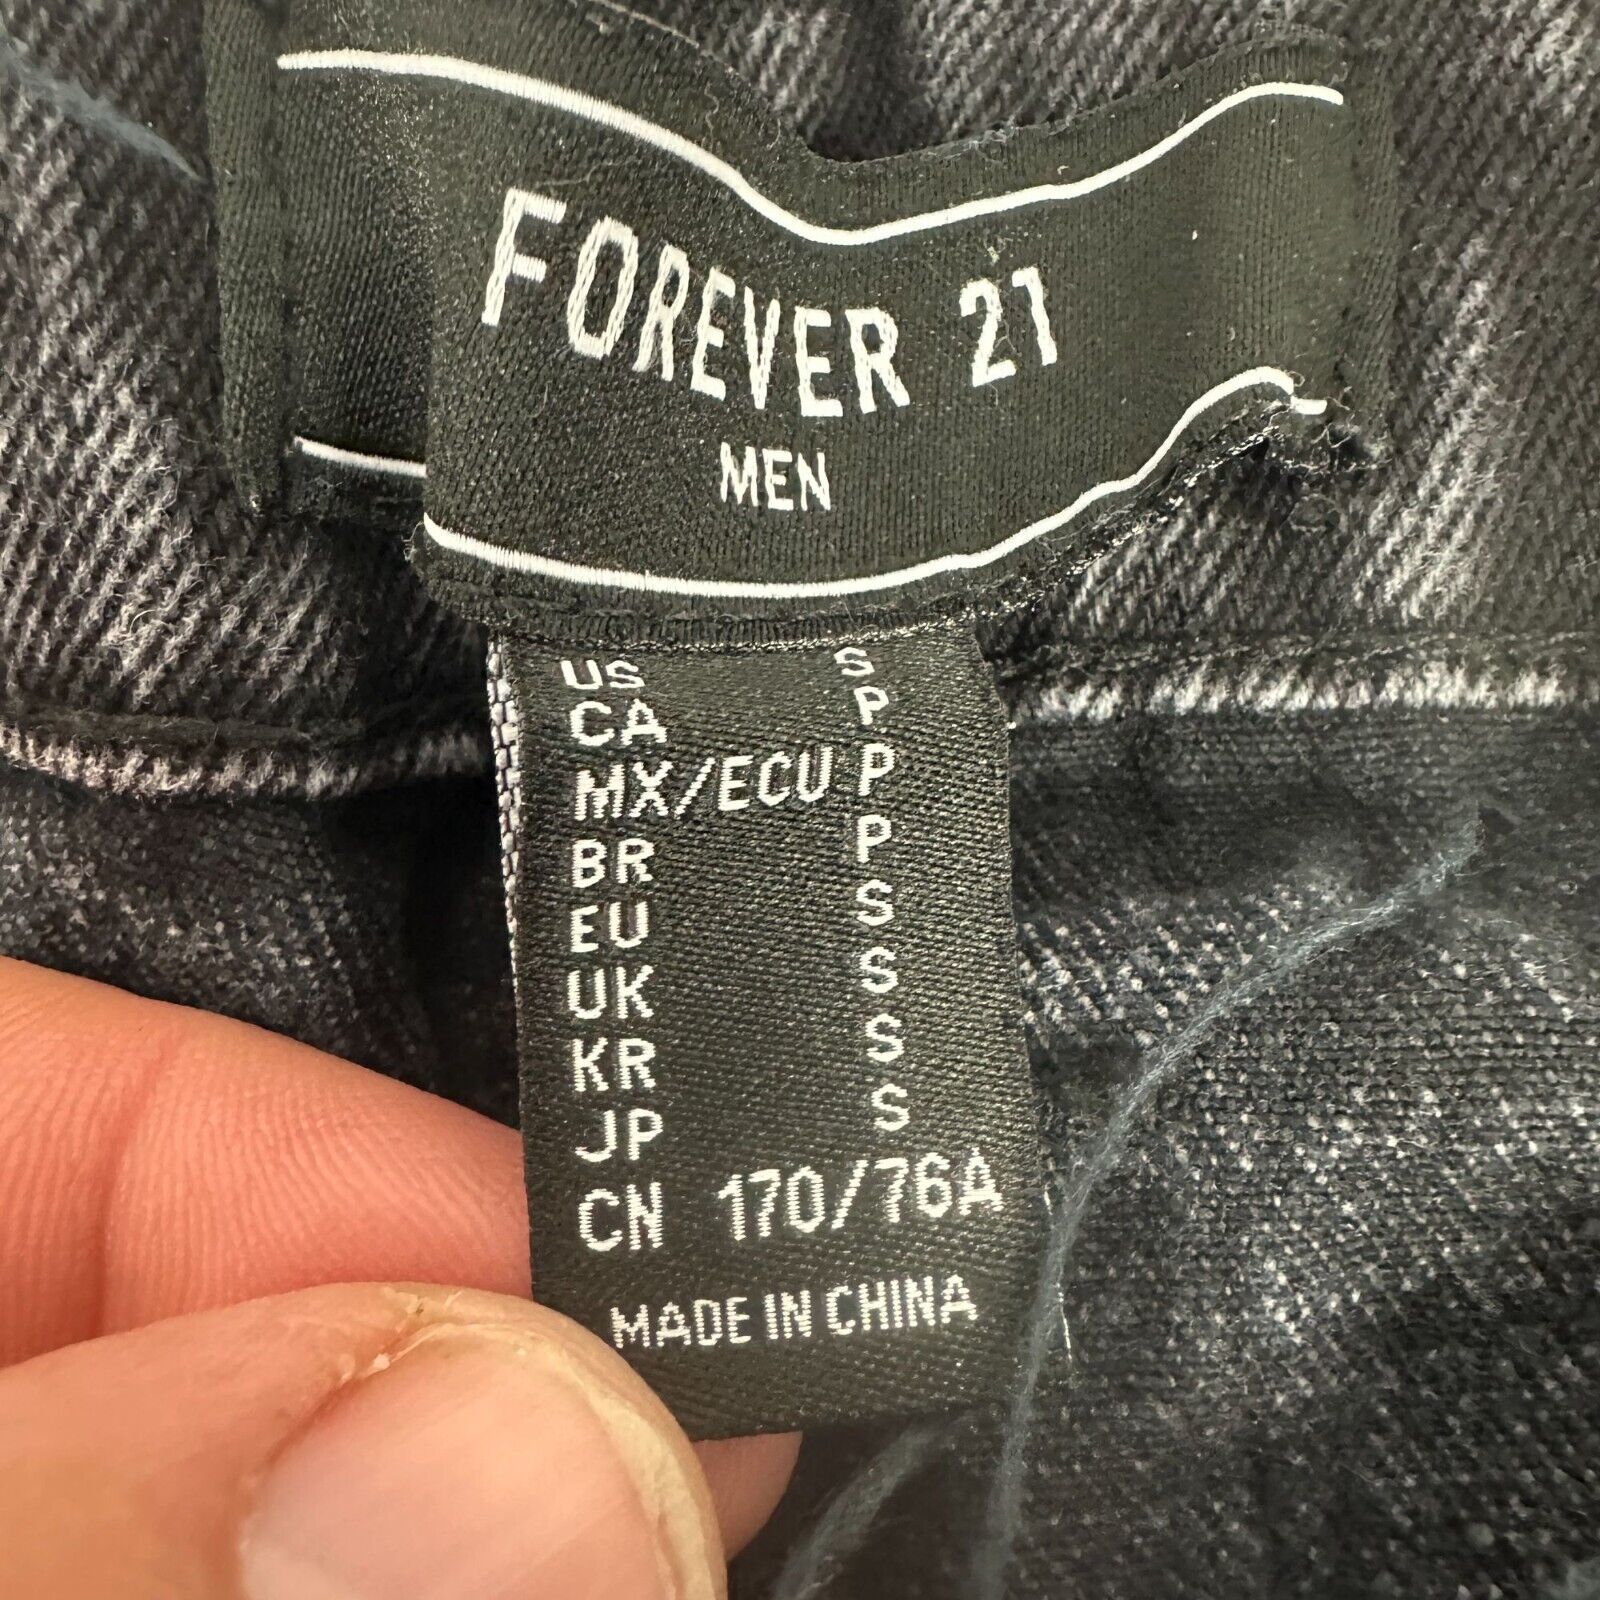 FOREVER 21
MEN
US S
CA P
MX/ECU P
BR P
EU S
UK S
KR S
JP S
CN 170/76A
MADE IN CHINA